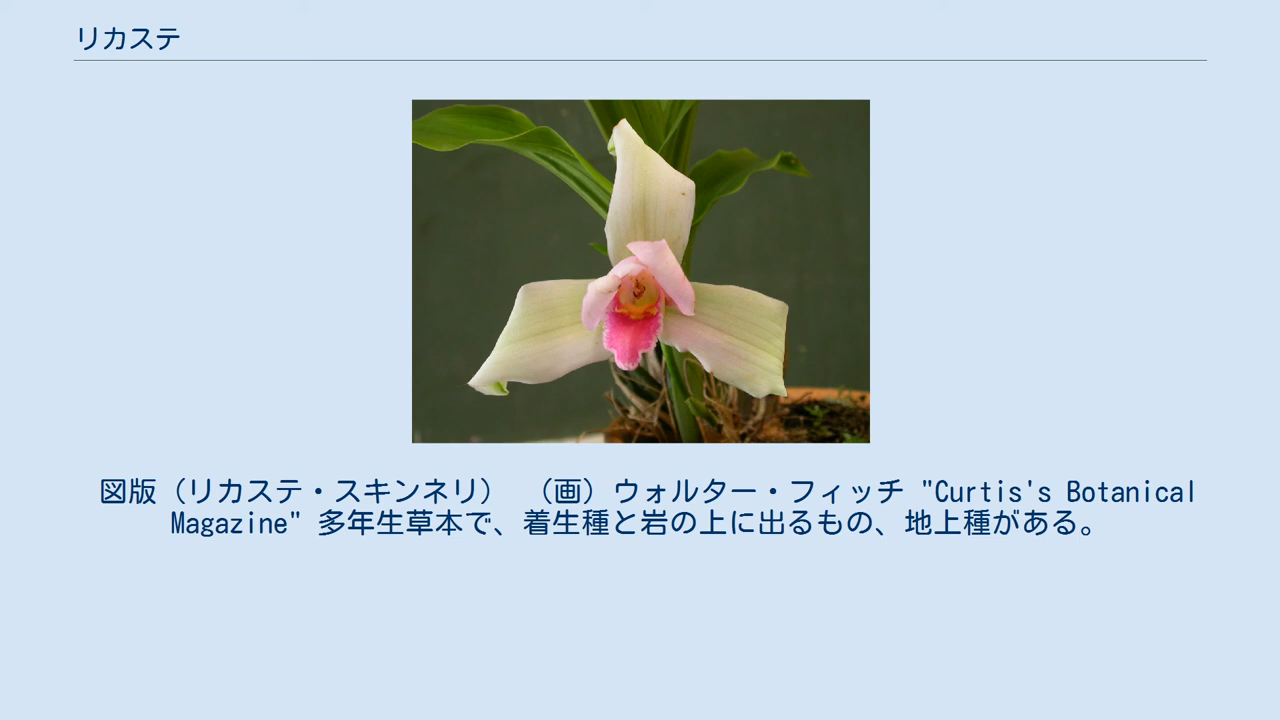 リカステ
図版（リカステ・スキンネリ）　（画）ウォルター・フィッチ "Curtis's Botanical
Magazine" 多年生草本で、着生種と岩の上に出るもの、地上種がある。